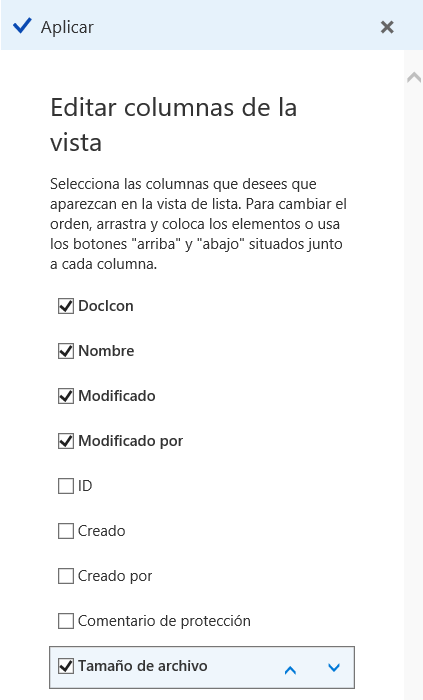 Aplicar
Editar columnas de la
vista
Selecciona las columnas que desees que
aparezcan en la vista de lista. Para cambiar el
orden, arrastra y coloca los elementos o usa
los botones "arriba" y "abajo" situados junto
a cada columna.
DocIcon
Nombre
Modificado
Modificado por
ID
Creado
Creado por
Comentario de protección
Tamaño de archivo